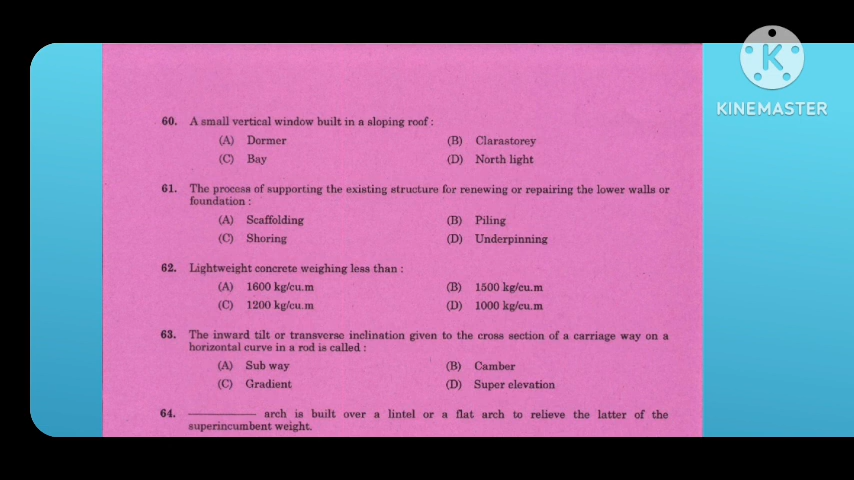 K
KINEMASTER
60. A small vertical window built in a sloping roof :
(A) Dormer (B) Clarastorey
(C) Bay (D) North light
61. The process of supporting the existing structure for renewing or repairing the lower walls or
foundation :
(A) Scaffolding (B) Piling
(C) Shoring (D) Underpinning
62. Lightweight concrete weighing less than :
(A) 1600 kg/cu.m (B) 1500 kg/cu.m
(C) 1200 kg/cu.m (D) 1000 kg/cu.m
63. The inward tilt or transverse inclination given to the cross section of a carriage way on a
horizontal curve in a rod is called :
(A) Sub way (B) Camber
(C) Gradient (D) Super elevation
64. __________ arch is built over a lintel or a flat arch to relieve the latter of the
superincumbent weight.